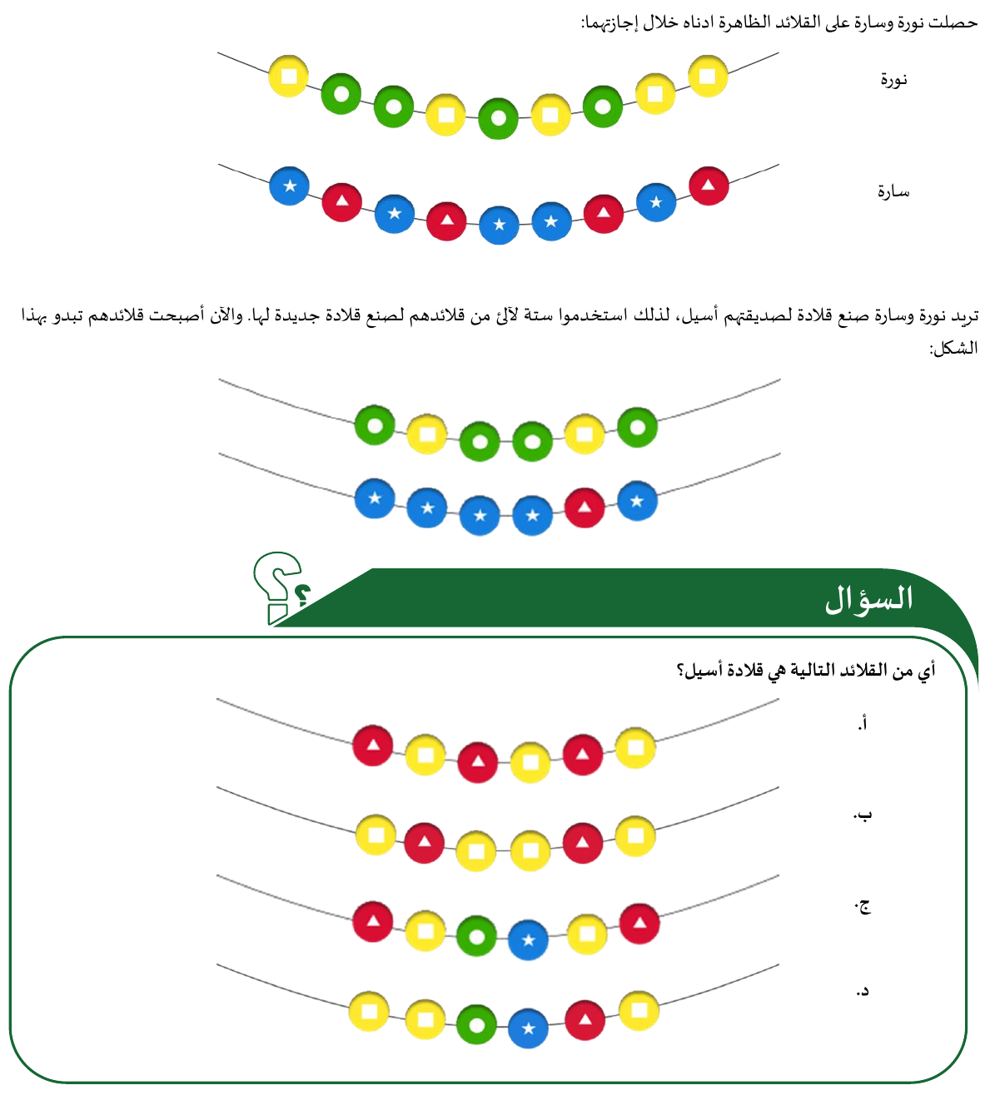 حصلت نورة وسارة على القلائد الظاهرة ادناه خلال إجازتهما:
نورة
سارة
تريد نورة وسارة صنع قلادة لصديقتهم أسيل، لذلك استخدموا ستة لآلئ من قلائدهم لصنع قلادة جديدة لها. والآن أصبحت قلائدهم تبدو بهذا
الشكل:
؟؟
السؤال
أي من القلائد التالية هي قلادة أسيل؟
أ.
ب.
ج.
د.